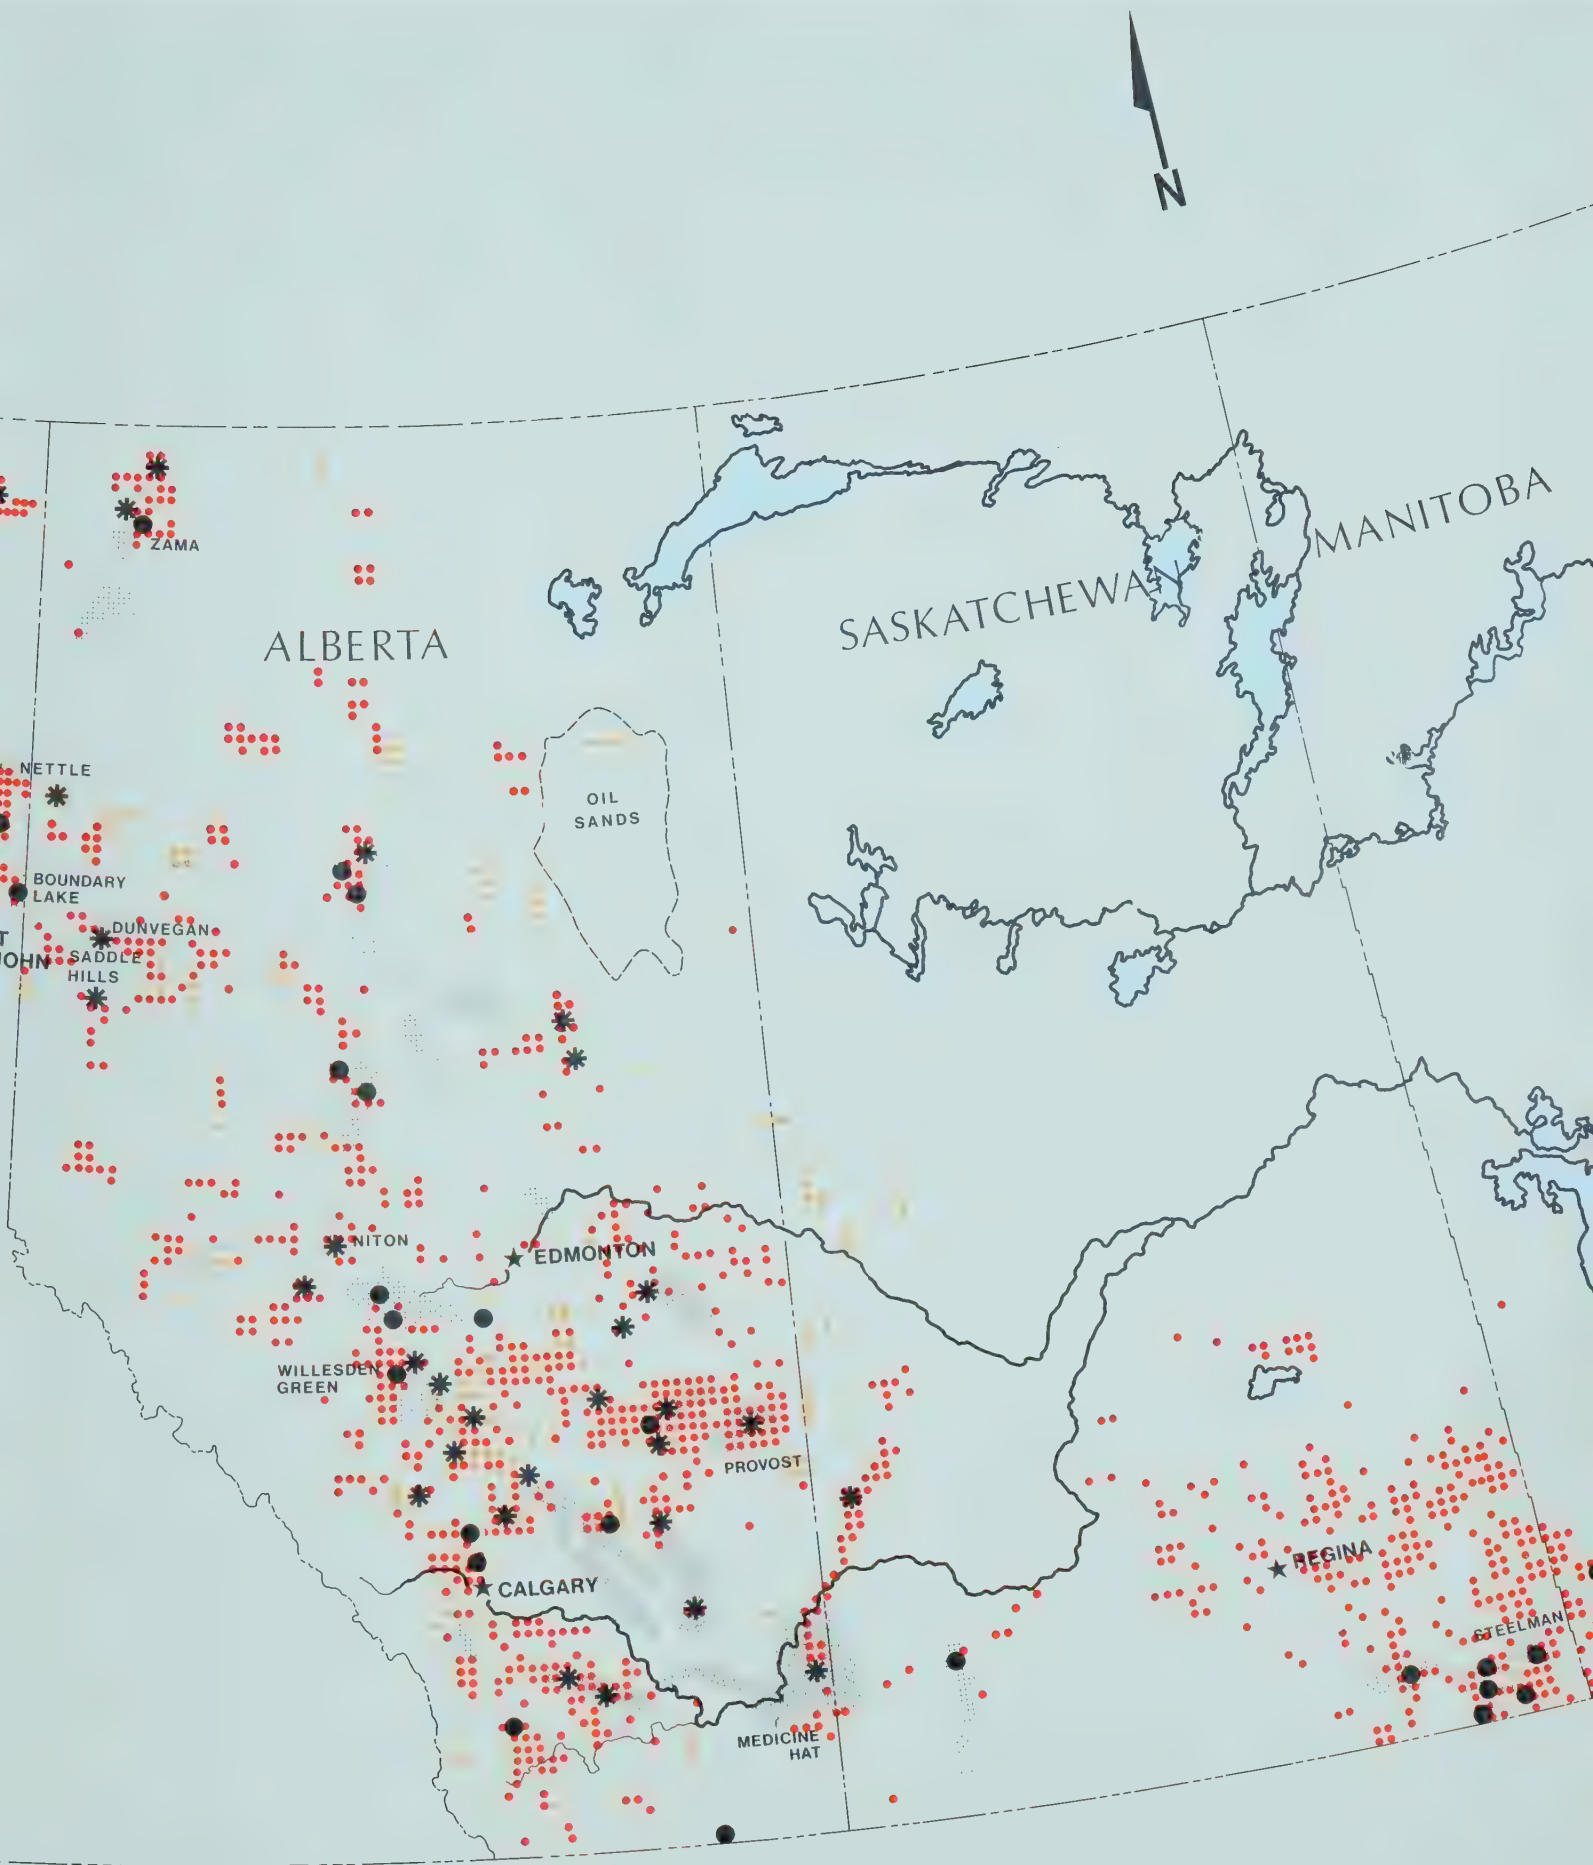 N
MANITOBA
ZAMA
SASKATCHEWAN
ALBERTA
NETTLE
OIL
SANDS
BOUNDARY
LAKE
DUNVEGAN
SADDLE
HILLS
JOHN
NITON
EDMONTON
WILLESDEN
GREEN
PROVOST
REGINA
CALGARY
STEELMAN
MEDICINE
HAT